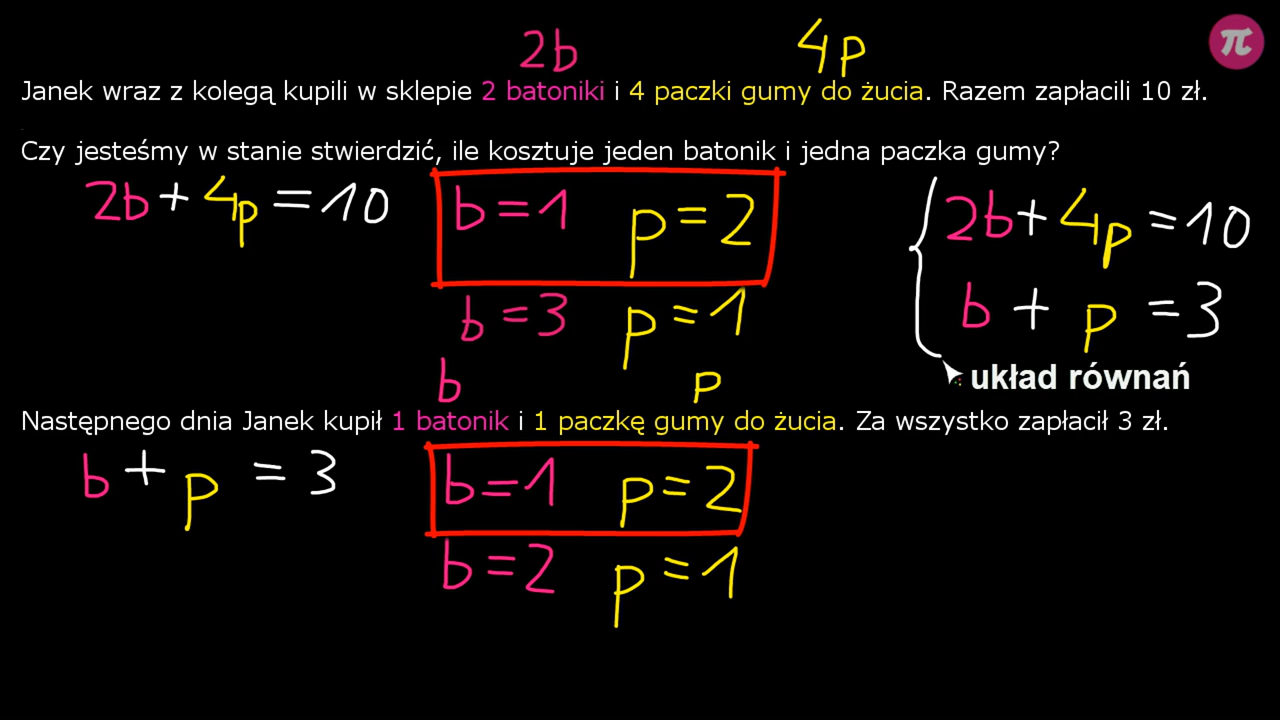 2b 4p
π
Janek wraz z kolegą kupili w sklepie 2 batoniki i 4 paczki gumy do żucia. Razem zapłacili 10 zł.
Czy jesteśmy w stanie stwierdzić, ile kosztuje jeden batonik i jedna paczka gumy?
2b+4p=10
b=1 p=2
b=3 p=1
2b+4p=10
b + p =3
układ równań
b p
Następnego dnia Janek kupił 1 batonik i 1 paczkę gumy do żucia. Za wszystko zapłacił 3 zł.
b + p = 3
b=1 p=2
b=2 p=1